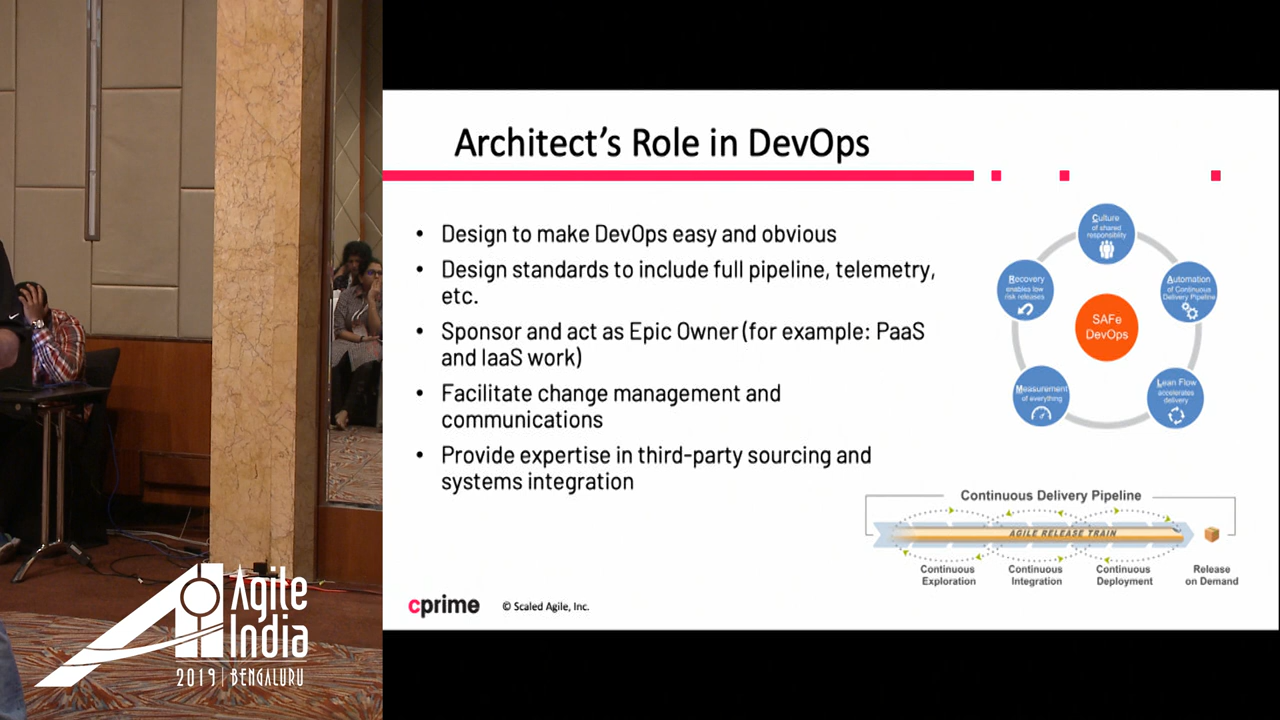 Architect's Role in DevOps
• Design to make DevOps easy and obvious
• Design standards to include full pipeline, telemetry,
etc.
• Sponsor and act as Epic Owner (for example: PaaS
and IaaS work)
• Facilitate change management and
communications
• Provide expertise in third-party sourcing and
systems integration
Culture
of shared
responsibility
Automation
of Continuous
Delivery Pipeline
Lean Flow
accelerates
delivery
Measurement
of everything
Recovery
enables low
risk releases
SAFe
DevOps
Continuous Delivery Pipeline
AGILE RELEASE TRAIN
Continuous
Exploration
Continuous
Integration
Continuous
Deployment
Release
on Demand
cprime
© Scaled Agile, Inc.
Agile
India
2019 | BENGALURU